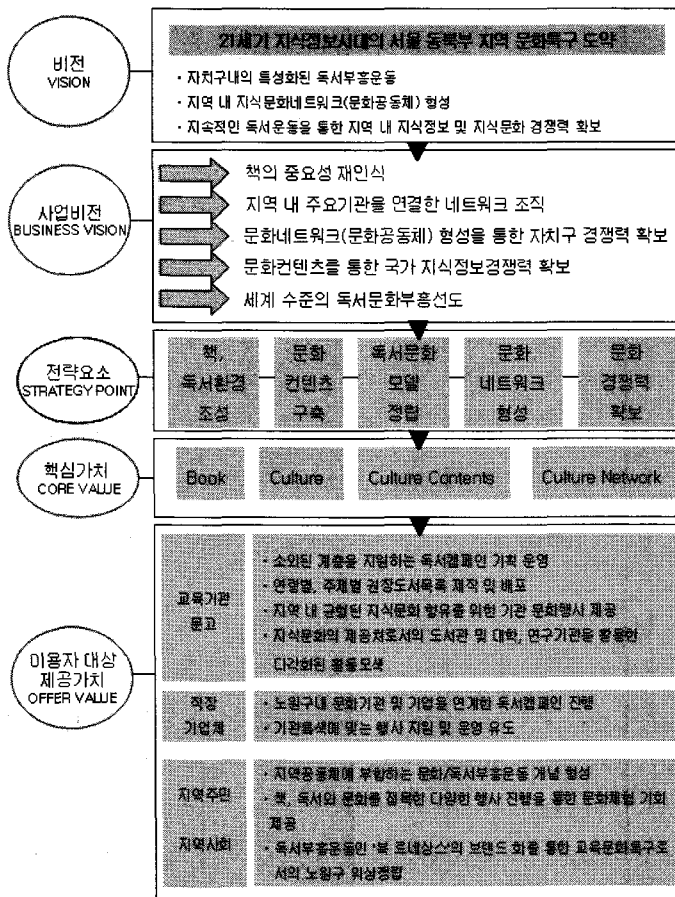 비전
VISION
21세기 지식정보시대의 서울 동북부 지역 문화특구 도약
· 자치구내의 특성화된 독서부흥운동
· 지역 내 지식문화네트워크(문화공동체) 형성
· 지속적인 독서운동을 통한 지역 내 지식정보 및 지식문화 경쟁력 확보
사업비전
BUSINESS VISION
책의 중요성 재인식
지역 내 주요기관을 연결한 네트워크 조직
문화네트워크(문화공동체) 형성을 통한 자치구 경쟁력 확보
문화컨텐츠를 통한 국가 지식정보경쟁력 확보
세계 수준의 독서문화부흥선도
전략요소
STRATEGY POINT
책,
독서환경
조성
문화
컨텐츠
구축
독서문화
모델
정립
문화
네트워크
형성
문화
경쟁력
확보
핵심가치
CORE VALUE
Book
Culture
Culture Contents
Culture Network
이용자 대상
제공가치
OFFER VALUE
교육기관
문고
· 소외된 계층을 지원하는 독서캠페인 기획 운영
· 연령별, 주제별 권장도서목록 제작 및 배포
· 지역 내 균형된 지식문화 향유를 위한 기관 문화행사 제공
· 지식문화의 제공처로서의 도서관 및 대학, 연구기관을 활용한
다각화된 활동모색
직장
기업체
· 노원구내 문화기관 및 기업을 연계한 독서캠페인 진행
· 기관특색에 맞는 행사 지원 및 운영 유도
지역주민
지역사회
· 지역공동체에 부합하는 문화/독서부흥운동 개념 형성
· 책, 독서와 문화를 접목한 다양한 행사 진행을 통한 문화체험 기회
제공
· 독서부흥운동인 '북 르네상스'의 브랜드 화를 통한 교육문화특구로
서의 노원구 위상정립